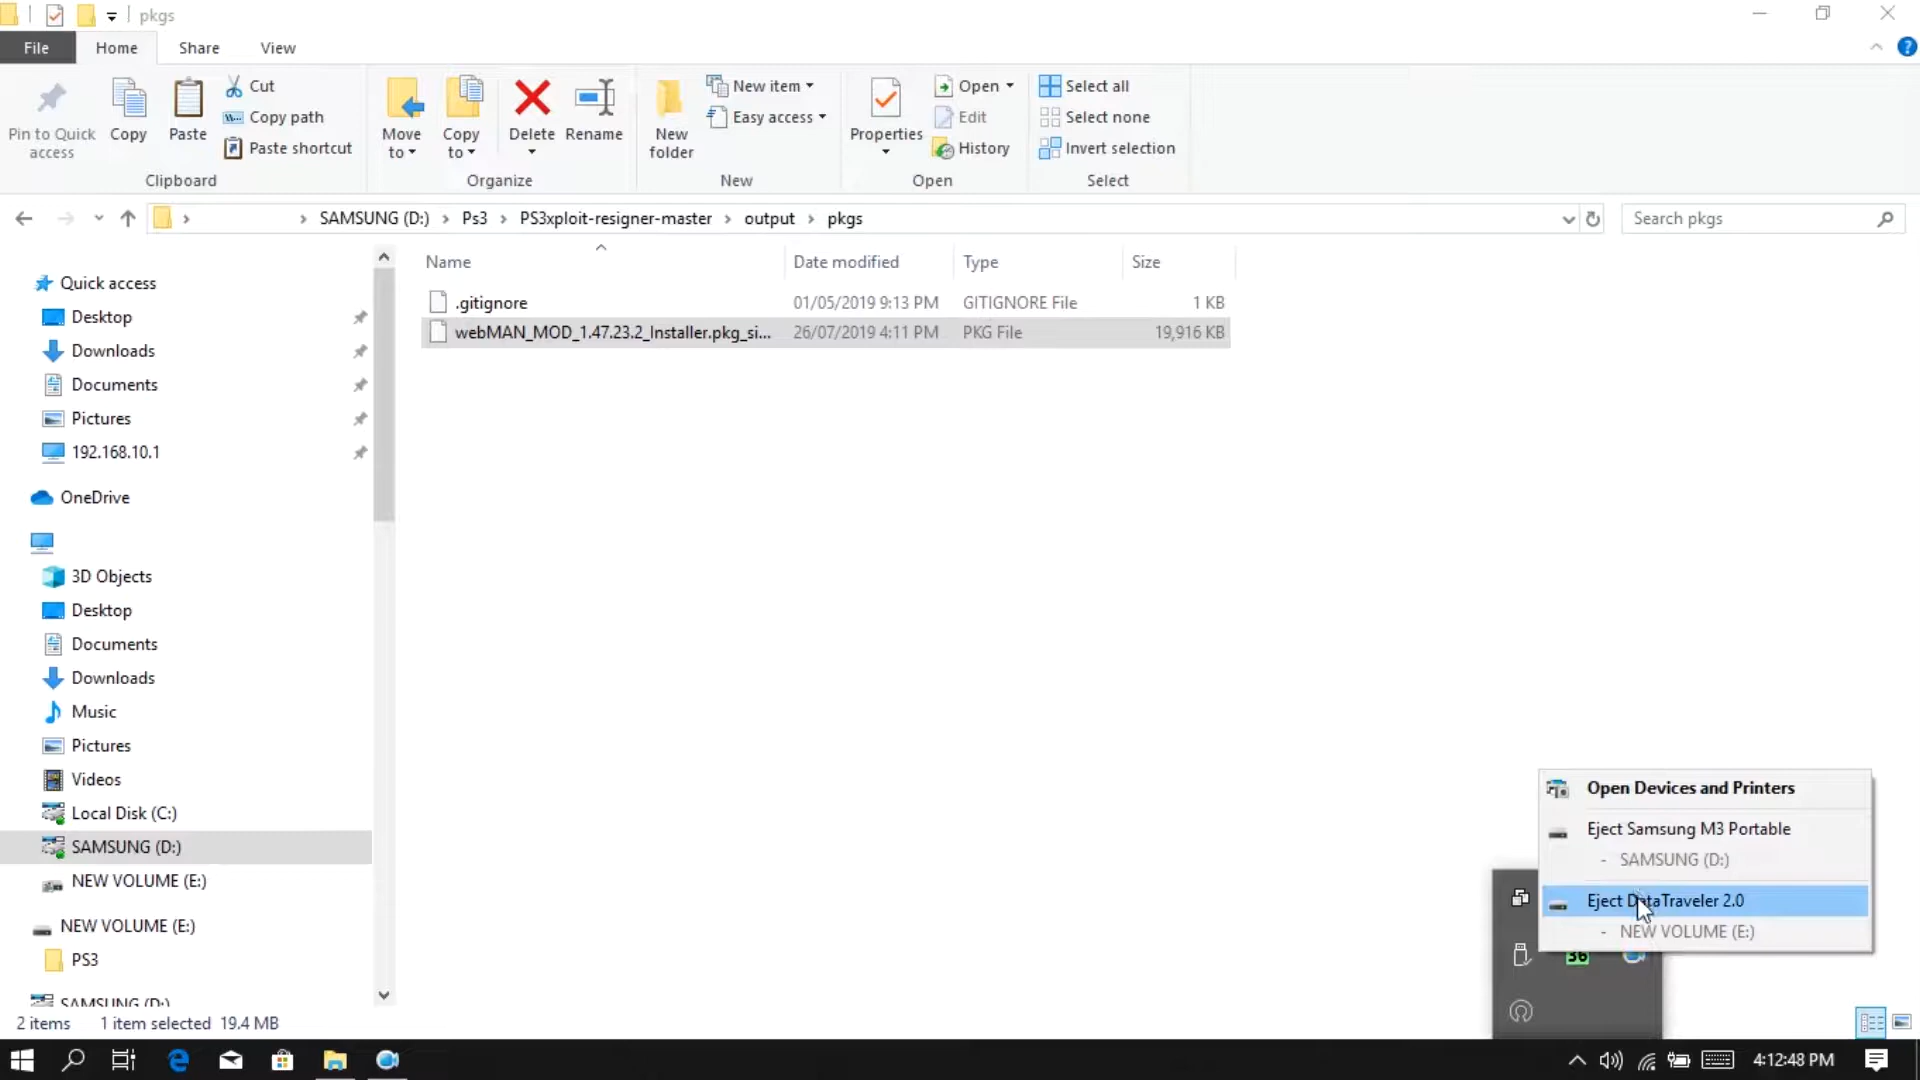 pkgs
File Home Share View
Pin to Quick access
Copy
Paste
Cut
Copy path
Paste shortcut
Clipboard
Move to
Copy to
Delete
Rename
Organize
New folder
New item
Easy access
New
Properties
Open
Edit
History
Open
Select all
Select none
Invert selection
Select
SAMSUNG (D:) Ps3 PS3xploit-resigner-master output pkgs
Search pkgs
Name Date modified Type Size
.gitignore 01/05/2019 9:13 PM GITIGNORE File 1 KB
webMAN_MOD_1.47.23.2_Installer.pkg_si... 26/07/2019 4:11 PM PKG File 19,916 KB
Quick access
Desktop
Downloads
Documents
Pictures
192.168.10.1
OneDrive
3D Objects
Desktop
Documents
Downloads
Music
Pictures
Videos
Local Disk (C:)
SAMSUNG (D:)
NEW VOLUME (E:)
NEW VOLUME (E:)
PS3
SAMSUNG (D:)
Open Devices and Printers
Eject Samsung M3 Portable
- SAMSUNG (D:)
Eject DataTraveler 2.0
- NEW VOLUME (E:)
36
2 items 1 item selected 19.4 MB
4:12:48 PM